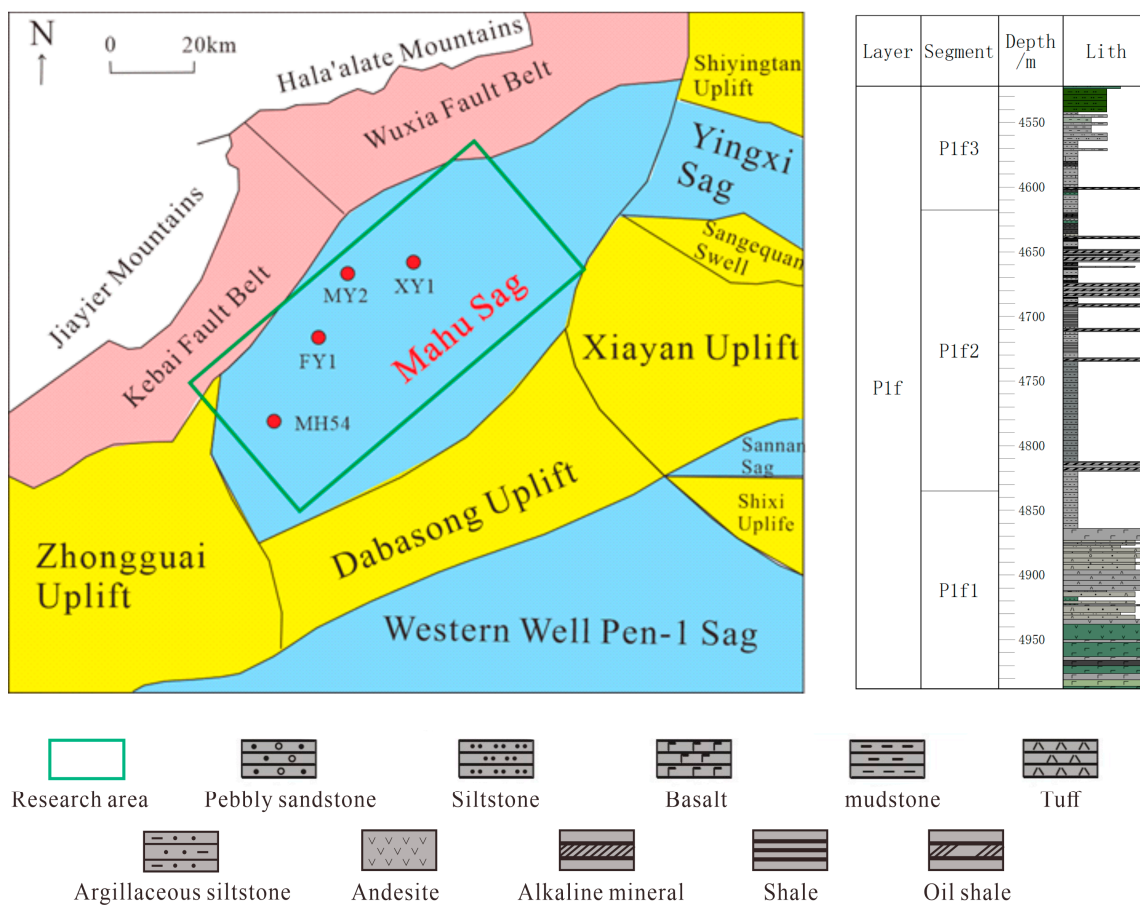 N
0 20km
Hala'alate Mountains
Wuxia Fault Belt
Shiyingtan
Uplift
Yingxi
Sag
Jiayier Mountains
Kebai Fault Belt
Sangequan
Swell
MY2
XY1
FY1
MH54
Mahu Sag
Xiayan Uplift
Sannan
Sag
Shixi
Uplife
Dabasong Uplift
Zhongguai
Uplift
Western Well Pen-1 Sag
Layer Segment Depth /m Lith
P1f
P1f3
P1f2
P1f1
4550
4600
4650
4700
4750
4800
4850
4900
4950
Research area Pebbly sandstone Siltstone Basalt mudstone Tuff
Argillaceous siltstone Andesite Alkaline mineral Shale Oil shale